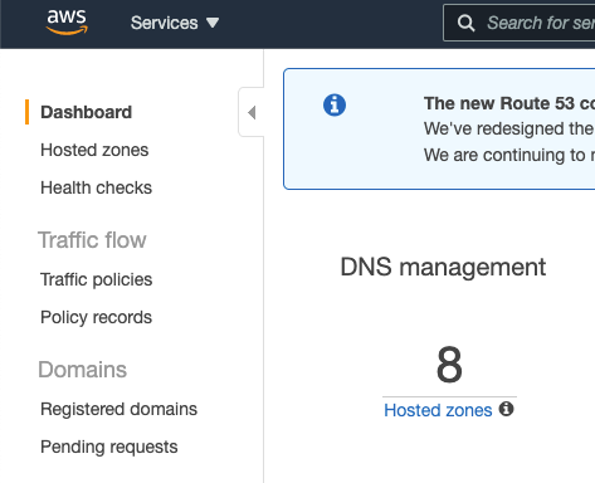 aws
Services
Search for ser
Dashboard
Hosted zones
Health checks
Traffic flow
Traffic policies
Policy records
Domains
Registered domains
Pending requests
The new Route 53 co
We've redesigned the
We are continuing to
DNS management
8
Hosted zones